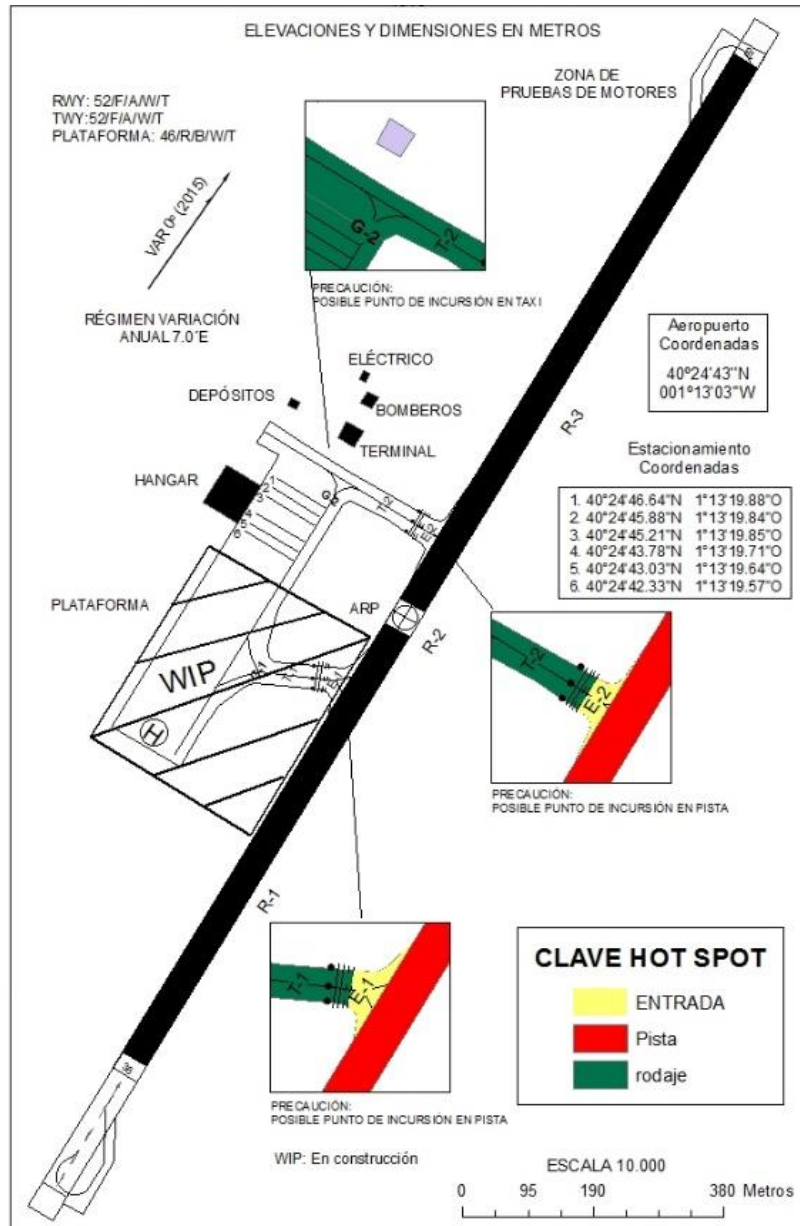 ELEVACIONES Y DIMENSIONES EN METROS
ZONA DE
PRUEBAS DE MOTORES
RWY: 52/F/A/W/T
TWY:52/F/A/W/T
PLATAFORMA: 46/R/B/W/T
VAR 0º (2015)
G-2
T-2
PRECAUCIÓN:
POSIBLE PUNTO DE INCURSIÓN EN TAXI
RÉGIMEN VARIACIÓN
ANUAL 7.0'E
Aeropuerto
Coordenadas
40º24'43"N
001º13'03"W
ELÉCTRICO
DEPÓSITOS
BOMBEROS
TERMINAL
R-3
HANGAR
1
2
3
4
5
6
G-2
T-2
E-2
Estacionamiento
Coordenadas
1. 40°24'46.64"N 1°13'19.88"O
2. 40°24'45.88"N 1°13'19.84"O
3. 40°24'45.21"N 1°13'19.85"O
4. 40°24'43.78"N 1°13'19.71"O
5. 40°24'43.03"N 1°13'19.64"O
6. 40°24'42.33"N 1°13'19.57"O
PLATAFORMA
ARP
R-2
WIP
H
E-1
T-2
E-2
PRECAUCIÓN:
POSIBLE PUNTO DE INCURSIÓN EN PISTA
R-1
T-1
E-1
PRECAUCIÓN:
POSIBLE PUNTO DE INCURSIÓN EN PISTA
CLAVE HOT SPOT
ENTRADA
Pista
rodaje
36
WIP: En construcción
ESCALA 10.000
0 95 190 380 Metros